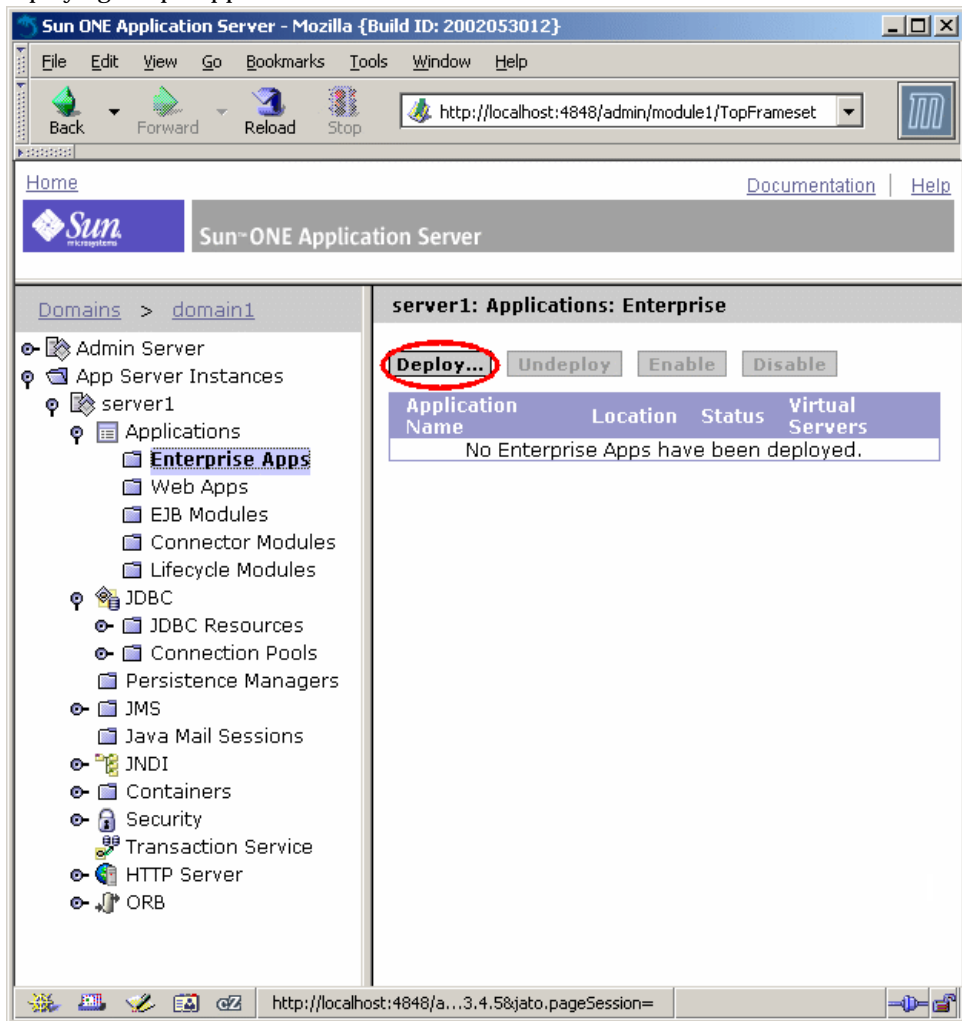 Sun ONE Application Server - Mozilla {Build ID: 2002053012}
File Edit View Go Bookmarks Tools Window Help
Back Forward Reload Stop
http://localhost:4848/admin/module1/TopFrameset
Home
Documentation | Help
Sun microsystems
Sun™ ONE Application Server
Domains > domain1
Admin Server
App Server Instances
server1
Applications
Enterprise Apps
Web Apps
EJB Modules
Connector Modules
Lifecycle Modules
JDBC
JDBC Resources
Connection Pools
Persistence Managers
JMS
Java Mail Sessions
JNDI
Containers
Security
Transaction Service
HTTP Server
ORB
server1: Applications: Enterprise
Deploy... Undeploy Enable Disable
Application Name Location Status Virtual Servers
No Enterprise Apps have been deployed.
http://localhost:4848/a...3.4.5&jato.pageSession=